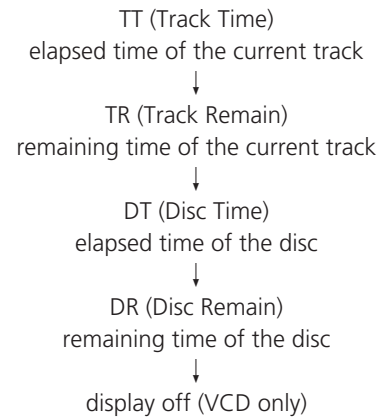 TT (Track Time)
elapsed time of the current track
TR (Track Remain)
remaining time of the current track
DT (Disc Time)
elapsed time of the disc
DR (Disc Remain)
remaining time of the disc
display off (VCD only)